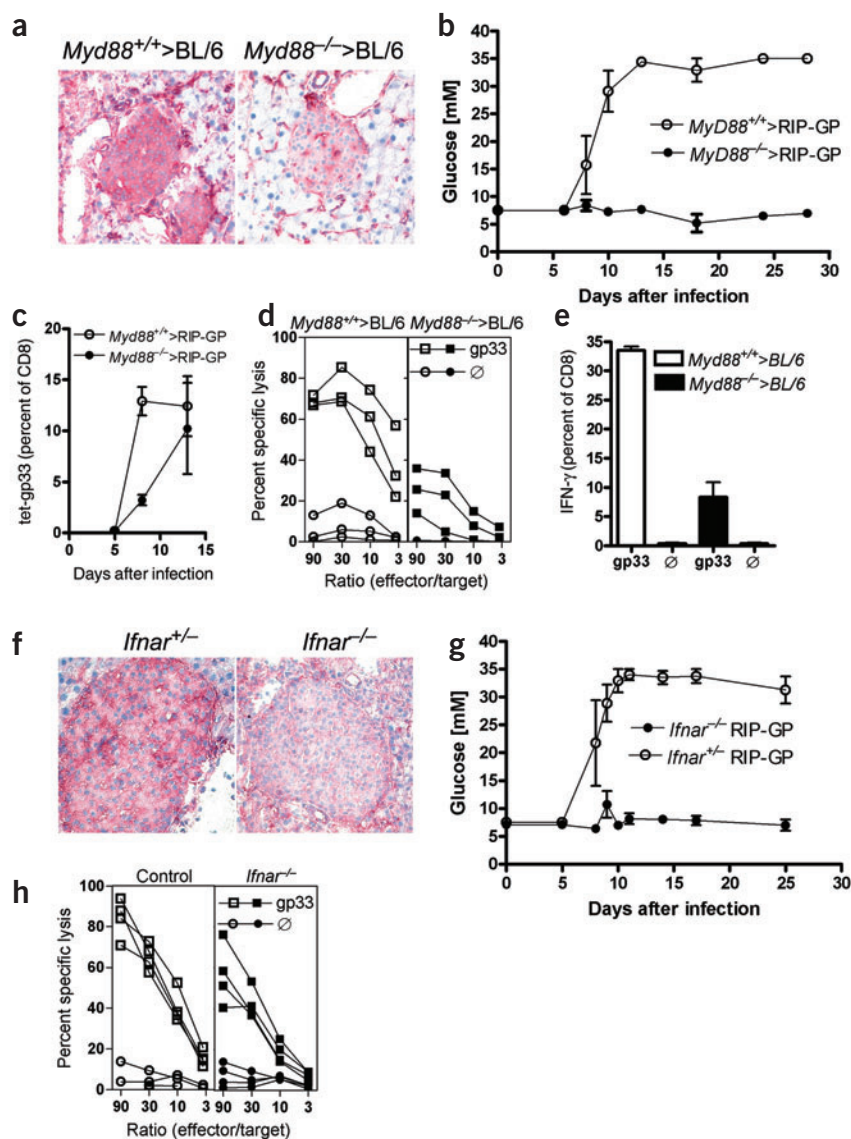 a
Myd88+/+>BL/6 Myd88−/−>BL/6
b
Glucose [mM]
40
35
30
25
20
15
10
5
0
MyD88+/+>RIP-GP
MyD88−/−>RIP-GP
0 5 10 15 20 25 30
Days after infection
c
tet-gp33 (percent of CD8)
20
15
10
5
0
Myd88+/+>RIP-GP
Myd88−/−>RIP-GP
0 5 10 15
Days after infection
d
Myd88+/+>BL/6 Myd88−/−>BL/6
Percent specific lysis
100
80
60
40
20
0
gp33
∅
90 30 10 3 90 30 10 3
Ratio (effector/target)
e
IFN-γ (percent of CD8)
35
30
25
20
15
10
5
0
Myd88+/+>BL/6
Myd88−/−>BL/6
gp33 ∅ gp33 ∅
f
Ifnar+/− Ifnar−/−
g
Glucose [mM]
40
35
30
25
20
15
10
5
0
Ifnar−/− RIP-GP
Ifnar+/− RIP-GP
0 5 10 15 20 25 30
Days after infection
h
Control Ifnar−/−
Percent specific lysis
100
80
60
40
20
0
gp33
∅
90 30 10 3 90 30 10 3
Ratio (effector/target)